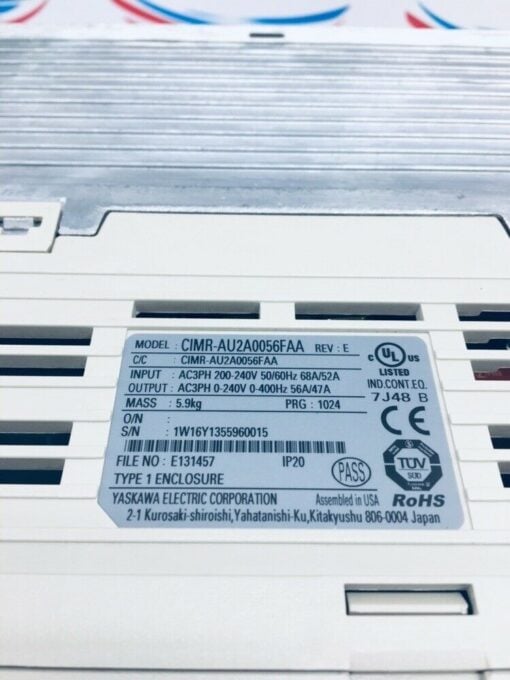 MODEL : CIMR-AU2A0056FAA REV : E
C/C : CIMR-AU2A0056FAA
INPUT : AC3PH 200-240V 50/60Hz 68A/52A
OUTPUT : AC3PH 0-240V 0-400Hz 56A/47A
MASS : 5.9kg PRG : 1024
O/N :
S/N : 1W16Y1355960015
FILE NO : E131457 IP20
TYPE 1 ENCLOSURE
YASKAWA ELECTRIC CORPORATION Assembled in USA
2-1 Kurosaki-shiroishi,Yahatanishi-Ku,Kitakyushu 806-0004 Japan
c UL US
LISTED
IND.CONT.EQ.
7J48 B
CE
PASS
TÜV
SÜD
RoHS